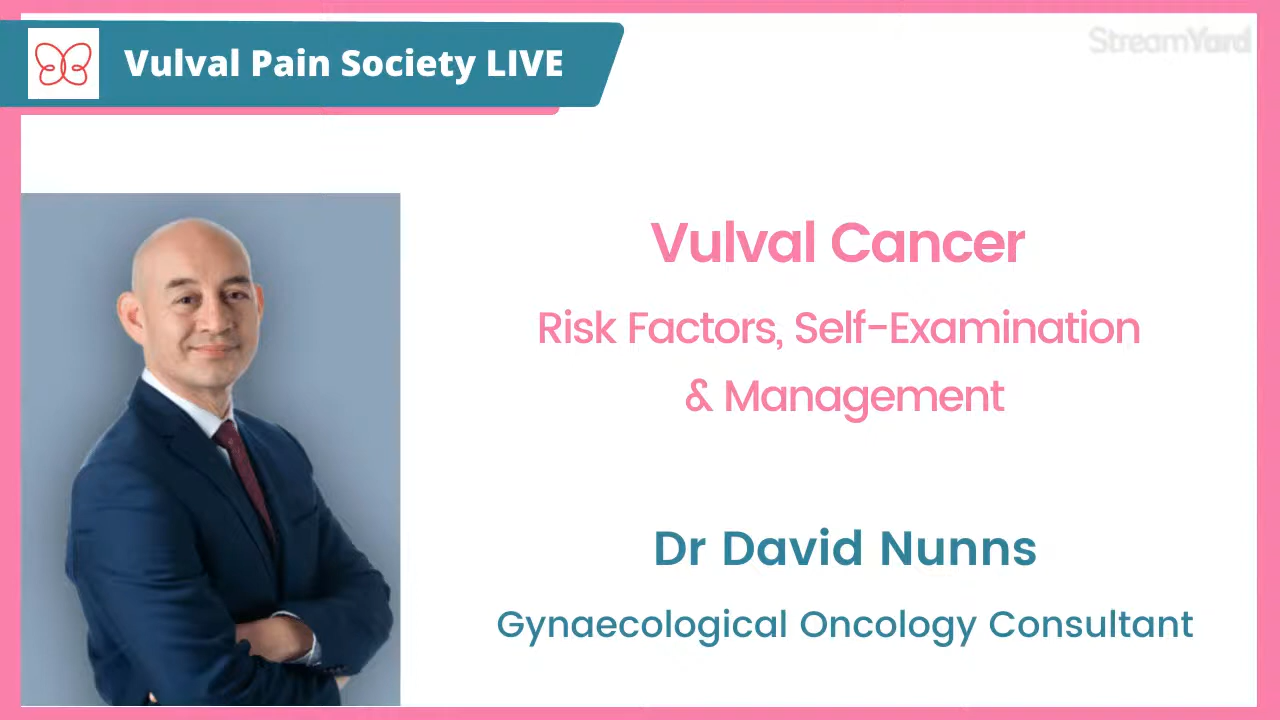 Vulval Pain Society LIVE
StreamYard
Vulval Cancer
Risk Factors, Self-Examination
& Management
Dr David Nunns
Gynaecological Oncology Consultant